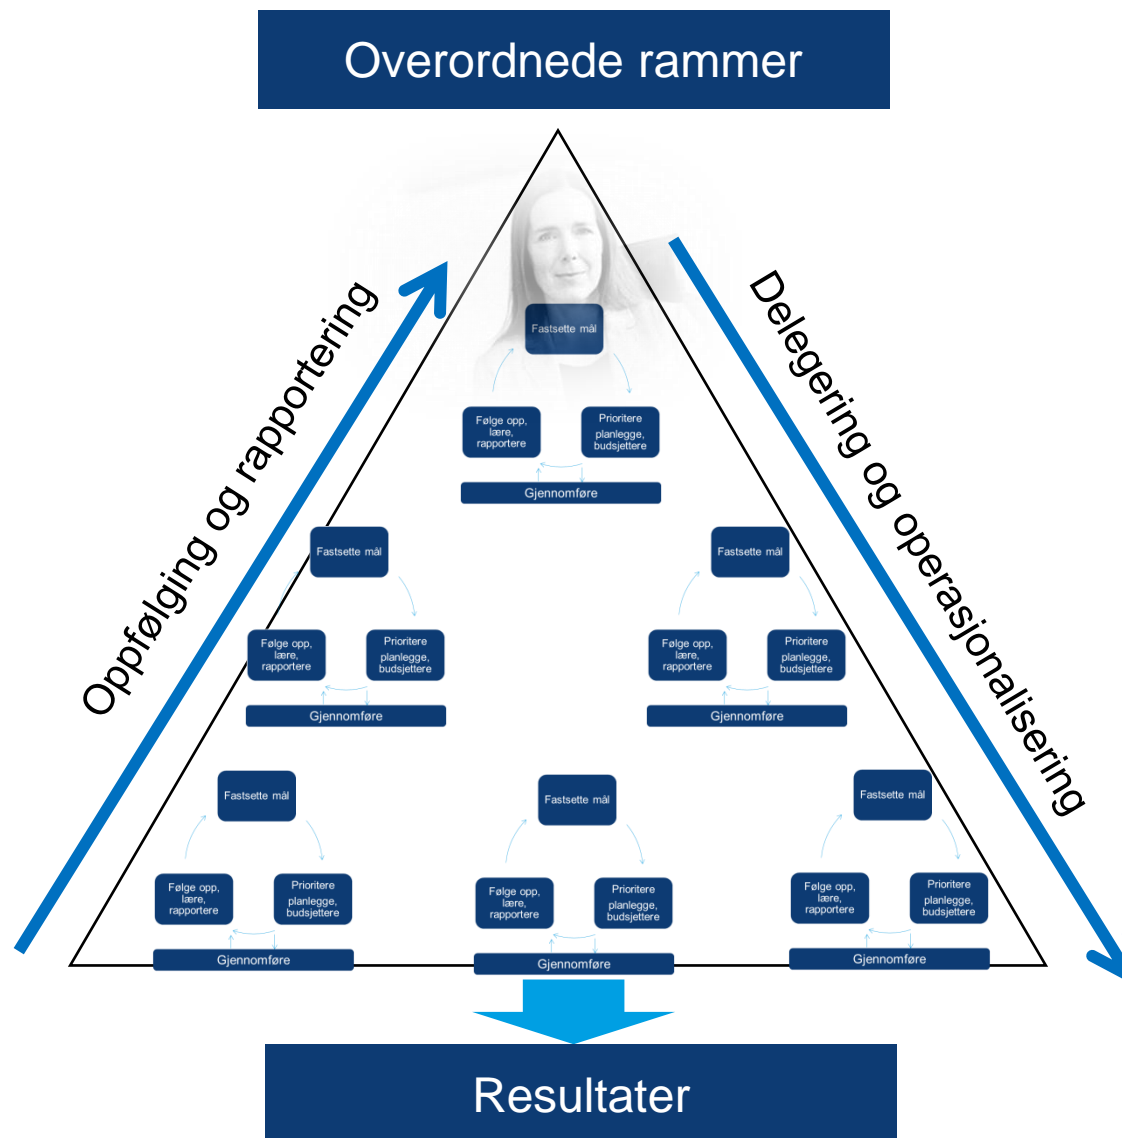 Overordnede rammer
Oppfølging og rapportering
Delegering og operasjonalisering
Fastsette mål
Følge opp,
lære,
rapportere
Prioritere
planlegge,
budsjettere
Gjennomføre
Fastsette mål
Følge opp,
lære,
rapportere
Prioritere
planlegge,
budsjettere
Gjennomføre
Fastsette mål
Følge opp,
lære,
rapportere
Prioritere
planlegge,
budsjettere
Gjennomføre
Fastsette mål
Følge opp,
lære,
rapportere
Prioritere
planlegge,
budsjettere
Gjennomføre
Fastsette mål
Følge opp,
lære,
rapportere
Prioritere
planlegge,
budsjettere
Gjennomføre
Fastsette mål
Følge opp,
lære,
rapportere
Prioritere
planlegge,
budsjettere
Gjennomføre
Resultater